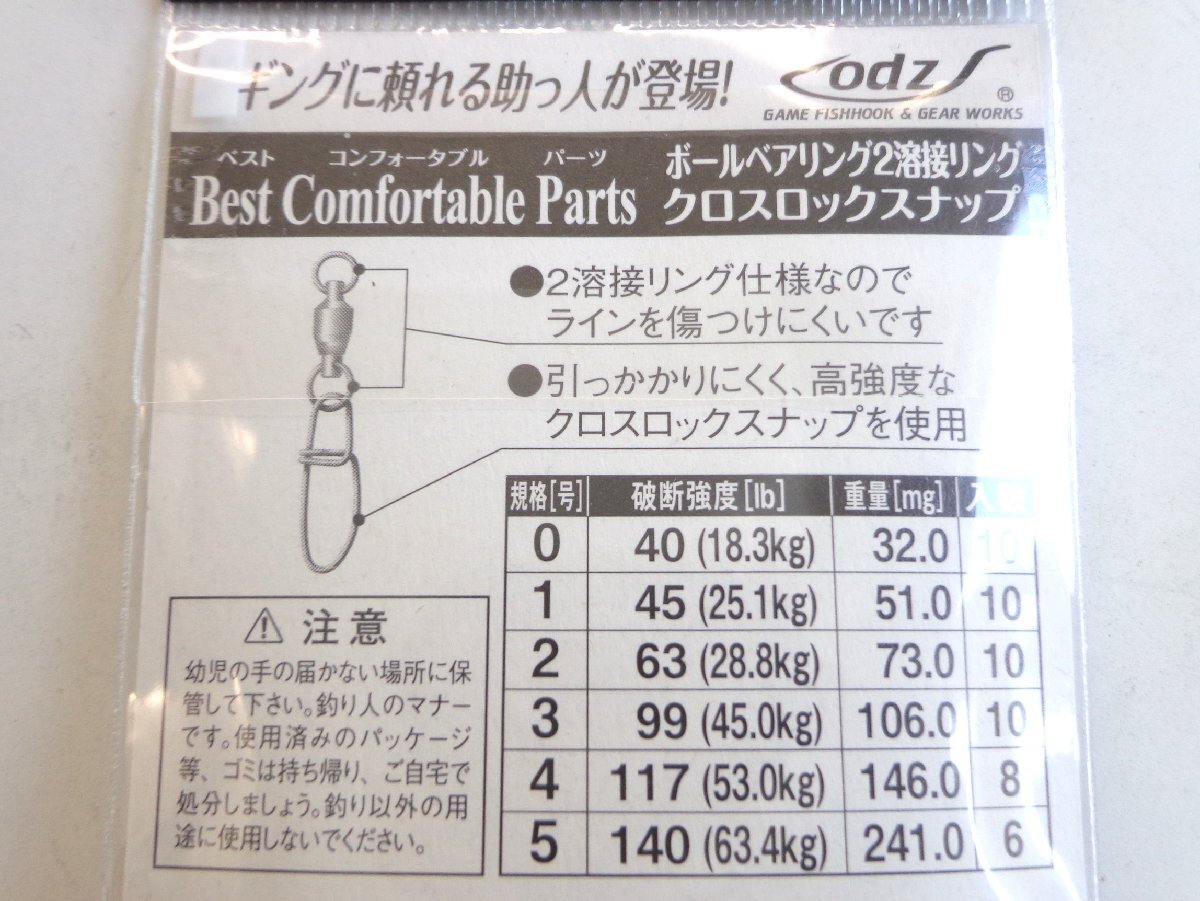 ギングに頼れる助っ人が登場!
Codz
®
GAME FISHHOOK & GEAR WORKS
ベスト コンフォータブル パーツ
Best Comfortable Parts
ボールベアリング2溶接リング
クロスロックスナップ
●2溶接リング仕様なので
ラインを傷つけにくいです
●引っかかりにくく、高強度な
クロスロックスナップを使用
規格[号] 破断強度[lb] 重量[mg] 入数
0 40 (18.3kg) 32.0 10
1 45 (25.1kg) 51.0 10
2 63 (28.8kg) 73.0 10
3 99 (45.0kg) 106.0 10
4 117 (53.0kg) 146.0 8
5 140 (63.4kg) 241.0 6
⚠ 注意
幼児の手の届かない場所に保
管して下さい。釣り人のマナー
です。使用済みのパッケージ
等、ゴミは持ち帰り、ご自宅で
処分しましょう。釣り以外の用
途に使用しないでください。